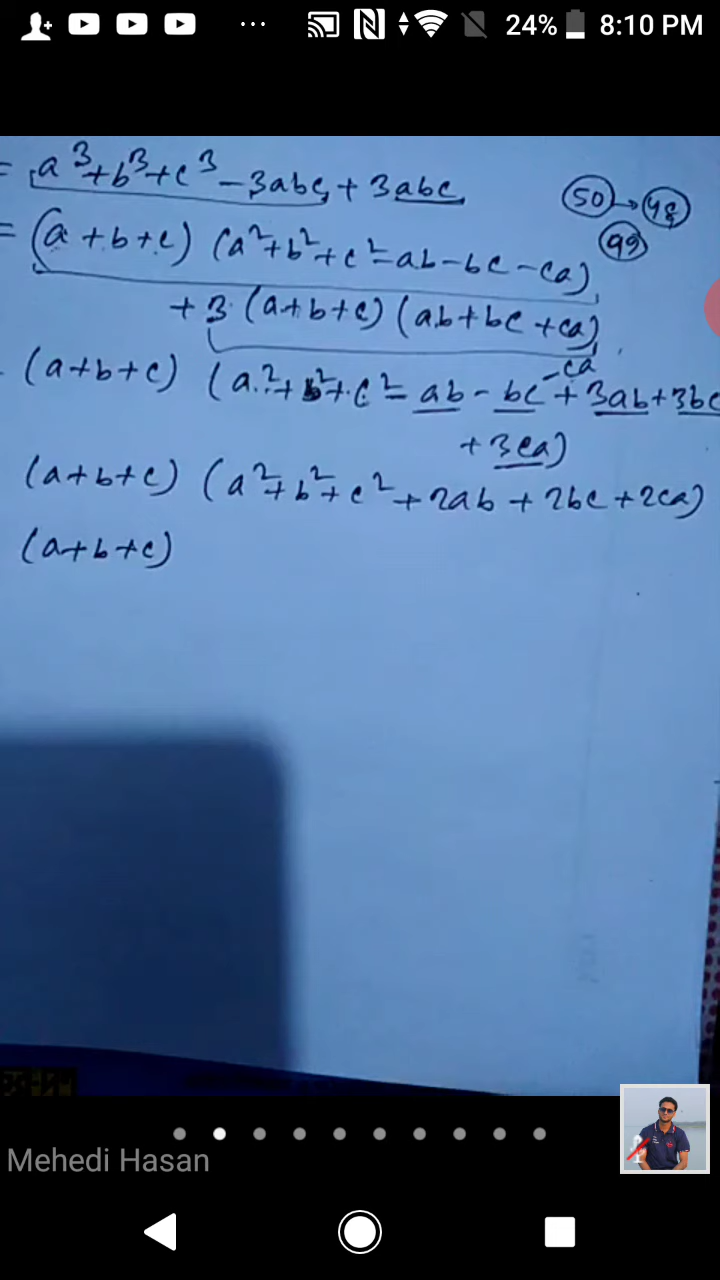 24% 8:10 PM
= a³+b³+c³-3abc+3abc
50→48
= (a+b+c) (a²+b²+c²-ab-bc-ca)
99
+3(a+b+c)(ab+bc+ca)
(a+b+c) (a²+b²+c²-ab-bc-ca+3ab+3bc
+3ca)
(a+b+c) (a²+b²+c²+2ab+2bc+2ca)
(a+b+c)
Mehedi Hasan